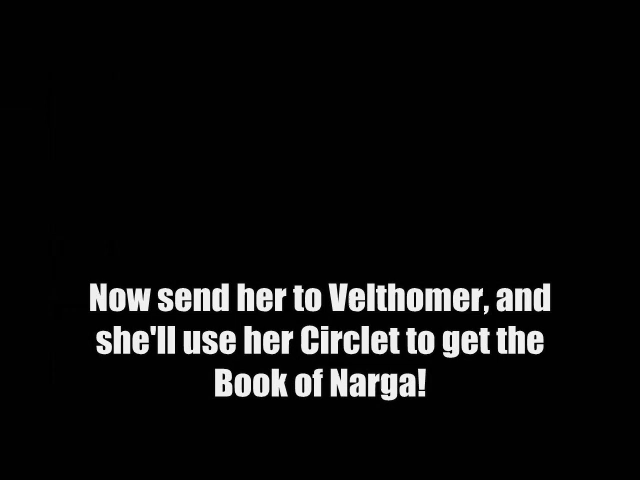 Now send her to Velthomer, and
she'll use her Circlet to get the
Book of Narga!